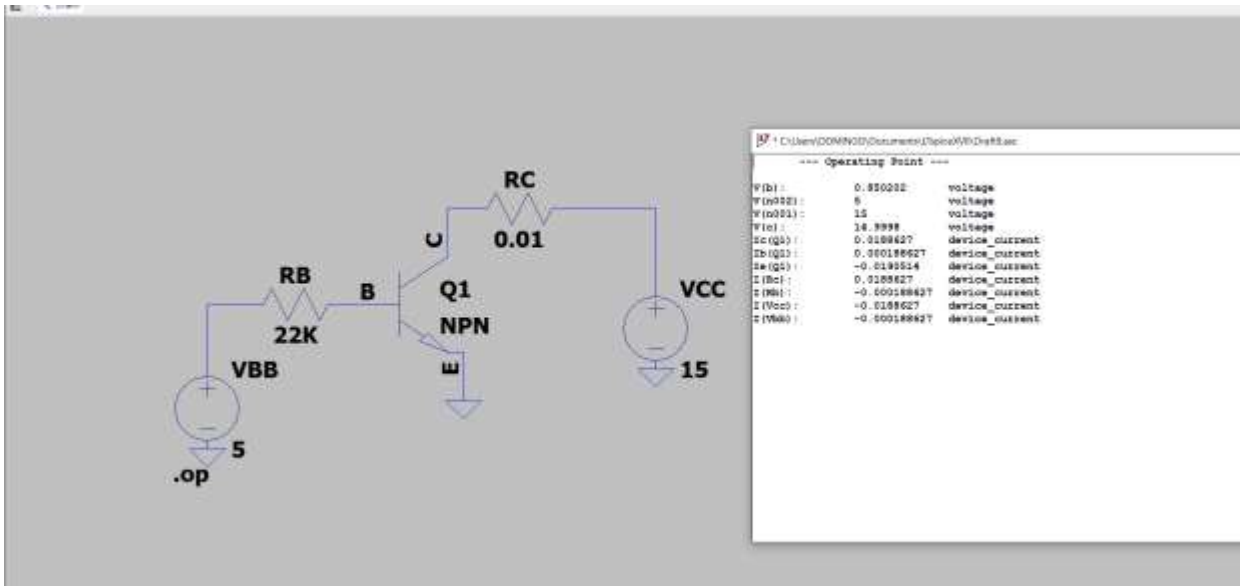 RC
0.01
C
RB
B
Q1
VCC
22K
NPN
E
VBB
15
5
.op
--- Operating Point ---
V(b): 0.850202 voltage
V(n002): 5 voltage
V(n001): 15 voltage
V(c): 14.9998 voltage
Ic(Q1): 0.0188627 device_current
Ib(Q1): 0.000188627 device_current
Ie(Q1): -0.0190514 device_current
I(Rc): 0.0188627 device_current
I(Rb): -0.000188627 device_current
I(Vcc): -0.0188627 device_current
I(Vbb): -0.000188627 device_current